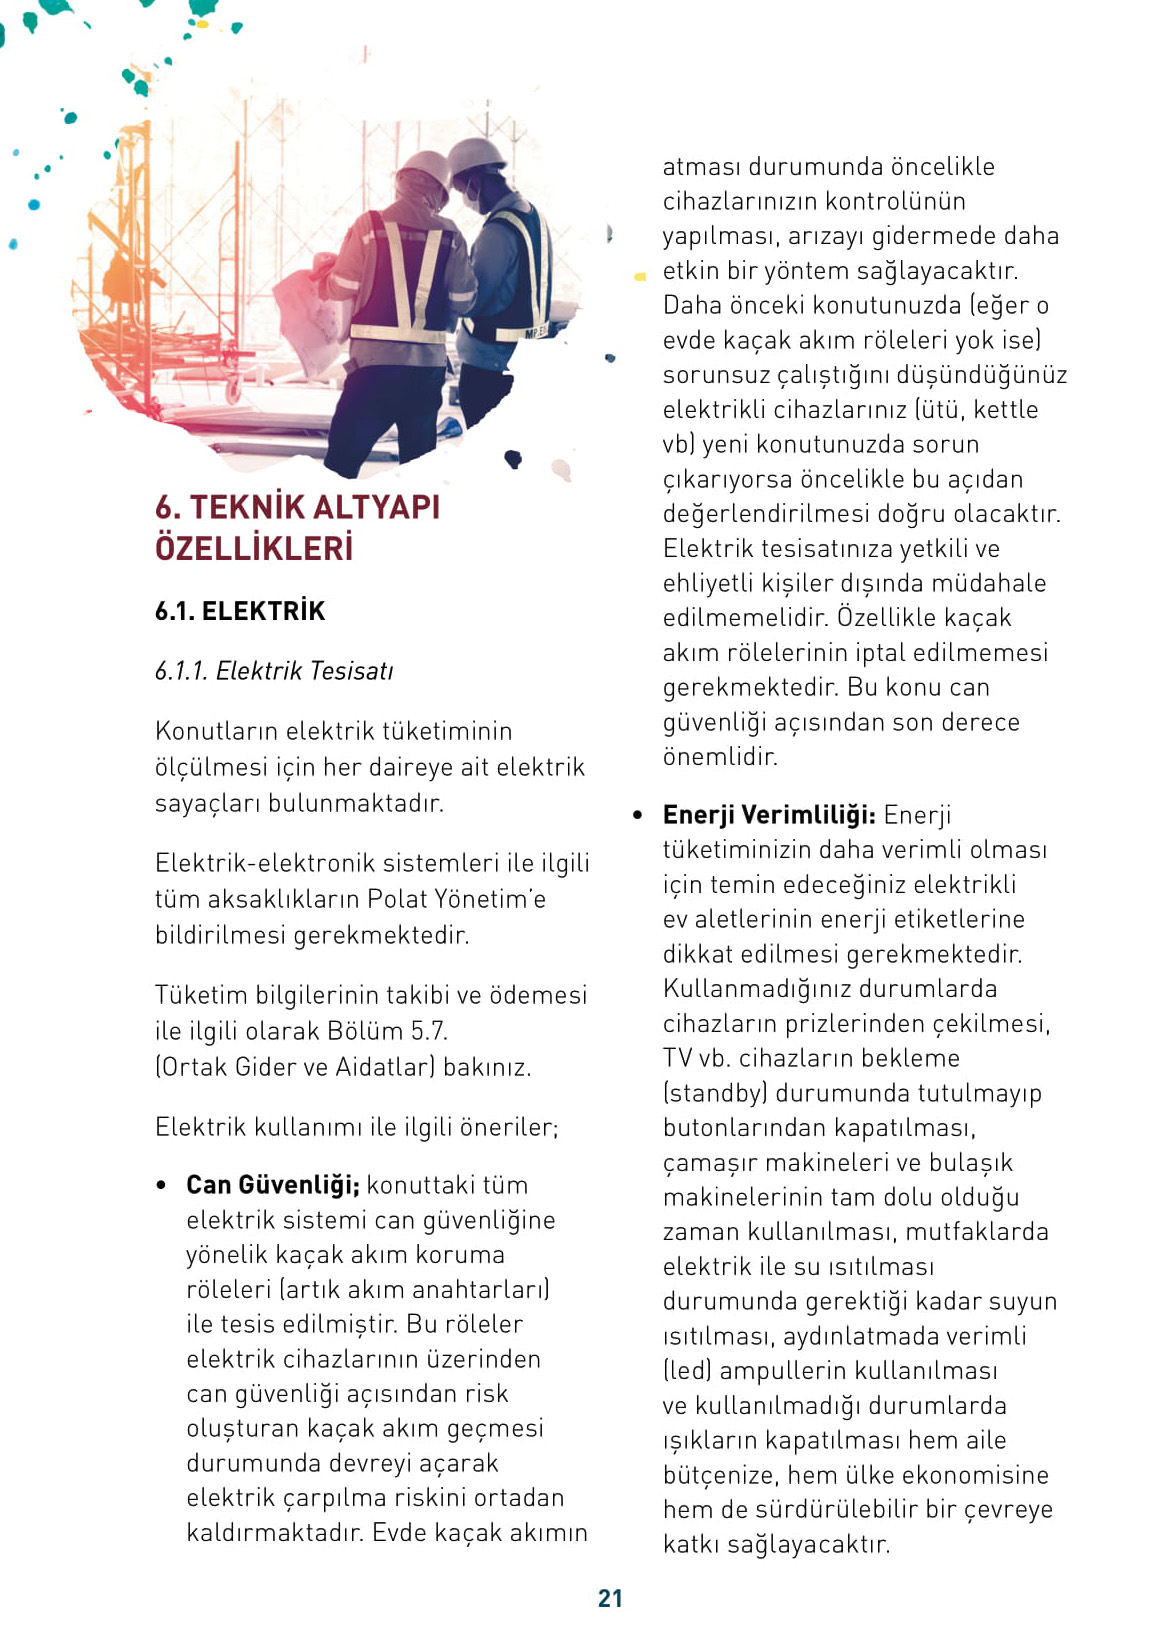 6. TEKNİK ALTYAPI
ÖZELLİKLERİ
6.1. ELEKTRİK
6.1.1. Elektrik Tesisatı
Konutların elektrik tüketiminin
ölçülmesi için her daireye ait elektrik
sayaçları bulunmaktadır.
Elektrik-elektronik sistemleri ile ilgili
tüm aksaklıkların Polat Yönetim’e
bildirilmesi gerekmektedir.
Tüketim bilgilerinin takibi ve ödemesi
ile ilgili olarak Bölüm 5.7.
(Ortak Gider ve Aidatlar) bakınız.
Elektrik kullanımı ile ilgili öneriler;
• Can Güvenliği; konuttaki tüm
elektrik sistemi can güvenliğine
yönelik kaçak akım koruma
röleleri (artık akım anahtarları)
ile tesis edilmiştir. Bu röleler
elektrik cihazlarının üzerinden
can güvenliği açısından risk
oluşturan kaçak akım geçmesi
durumunda devreyi açarak
elektrik çarpılma riskini ortadan
kaldırmaktadır. Evde kaçak akımın
atması durumunda öncelikle
cihazlarınızın kontrolünün
yapılması, arızayı gidermede daha
etkin bir yöntem sağlayacaktır.
Daha önceki konutunuzda (eğer o
evde kaçak akım röleleri yok ise)
sorunsuz çalıştığını düşündüğünüz
elektrikli cihazlarınız (ütü, kettle
vb) yeni konutunuzda sorun
çıkarıyorsa öncelikle bu açıdan
değerlendirilmesi doğru olacaktır.
Elektrik tesisatınıza yetkili ve
ehliyetli kişiler dışında müdahale
edilmemelidir. Özellikle kaçak
akım rölelerinin iptal edilmemesi
gerekmektedir. Bu konu can
güvenliği açısından son derece
önemlidir.
• Enerji Verimliliği: Enerji
tüketiminizin daha verimli olması
için temin edeceğiniz elektrikli
ev aletlerinin enerji etiketlerine
dikkat edilmesi gerekmektedir.
Kullanmadığınız durumlarda
cihazların prizlerinden çekilmesi,
TV vb. cihazların bekleme
(standby) durumunda tutulmayıp
butonlarından kapatılması,
çamaşır makineleri ve bulaşık
makinelerinin tam dolu olduğu
zaman kullanılması, mutfaklarda
elektrik ile su ısıtılması
durumunda gerektiği kadar suyun
ısıtılması, aydınlatmada verimli
(led) ampullerin kullanılması
ve kullanılmadığı durumlarda
ışıkların kapatılması hem aile
bütçenize, hem ülke ekonomisine
hem de sürdürülebilir bir çevreye
katkı sağlayacaktır.
21